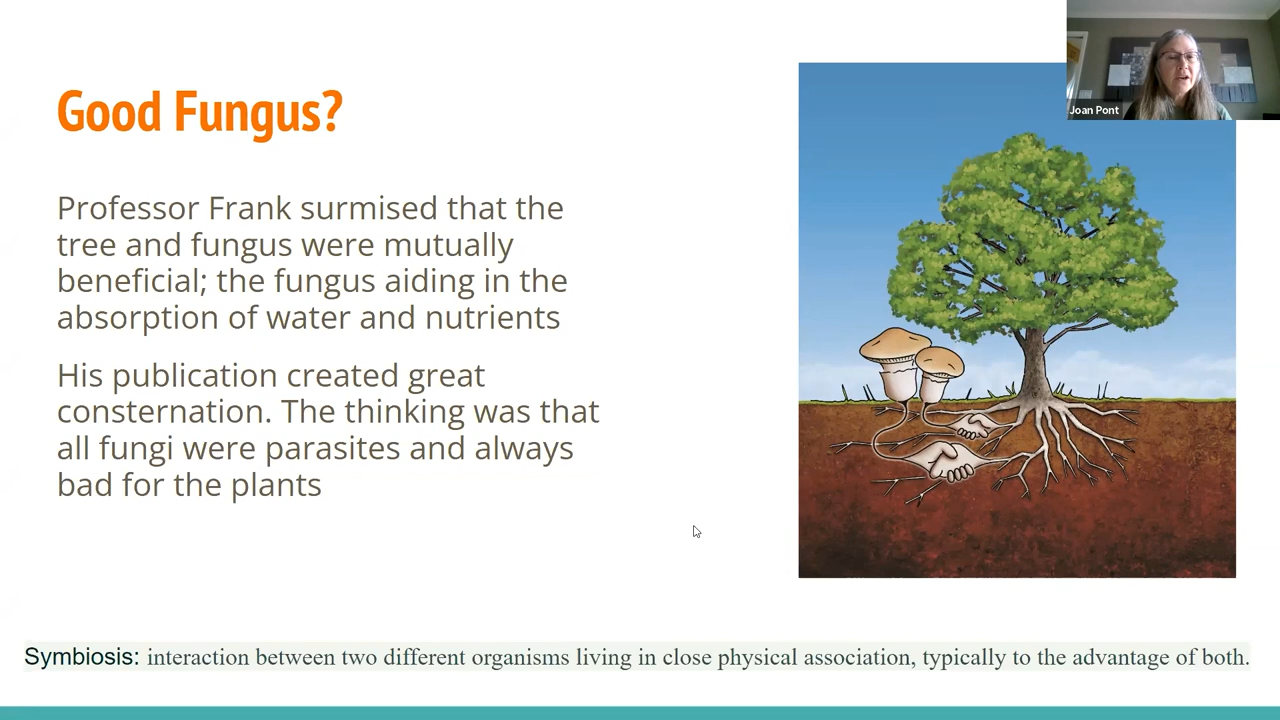 Good Fungus?
Joan Pont
Professor Frank surmised that the
tree and fungus were mutually
beneficial; the fungus aiding in the
absorption of water and nutrients
His publication created great
consternation. The thinking was that
all fungi were parasites and always
bad for the plants
Symbiosis: interaction between two different organisms living in close physical association, typically to the advantage of both.